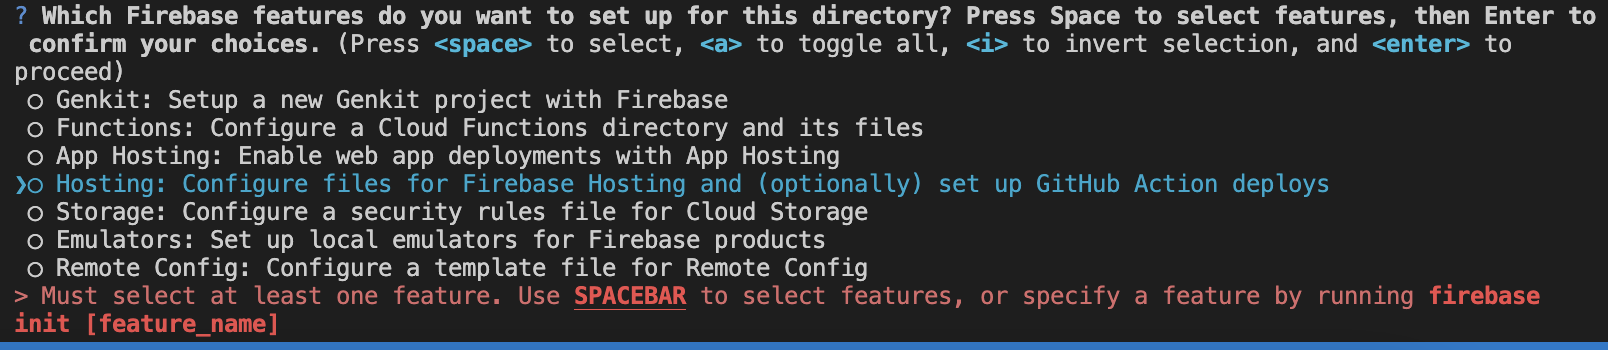 ? Which Firebase features do you want to set up for this directory? Press Space to select features, then Enter to
confirm your choices. (Press <space> to select, <a> to toggle all, <i> to invert selection, and <enter> to
proceed)
○ Genkit: Setup a new Genkit project with Firebase
○ Functions: Configure a Cloud Functions directory and its files
○ App Hosting: Enable web app deployments with App Hosting
❯○ Hosting: Configure files for Firebase Hosting and (optionally) set up GitHub Action deploys
○ Storage: Configure a security rules file for Cloud Storage
○ Emulators: Set up local emulators for Firebase products
○ Remote Config: Configure a template file for Remote Config
> Must select at least one feature. Use SPACEBAR to select features, or specify a feature by running firebase
init [feature_name]